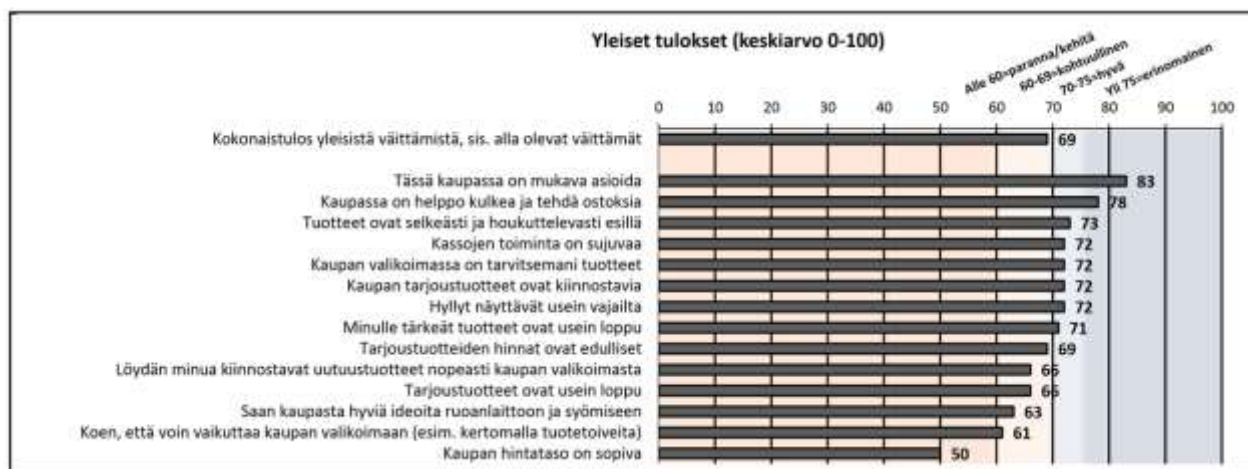 Yleiset tulokset (keskiarvo 0-100)
Alle 60=paranna/kehitä
60-69=kohtuullinen
70-75=hyvä
Yli 75=erinomainen
0 10 20 30 40 50 60 70 80 90 100
Kokonaistulos yleisistä väittämistä, sis. alla olevat väittämät 69
Tässä kaupassa on mukava asioida 83
Kaupassa on helppo kulkea ja tehdä ostoksia 78
Tuotteet ovat selkeästi ja houkuttelevasti esillä 73
Kassojen toiminta on sujuvaa 72
Kaupan valikoimassa on tarvitsemani tuotteet 72
Kaupan tarjoustuotteet ovat kiinnostavia 72
Hyllyt näyttävät usein vajailta 72
Minulle tärkeät tuotteet ovat usein loppu 71
Tarjoustuotteiden hinnat ovat edulliset 69
Löydän minua kiinnostavat uutuustuotteet nopeasti kaupan valikoimasta 66
Tarjoustuotteet ovat usein loppu 66
Saan kaupasta hyviä ideoita ruoanlaittoon ja syömiseen 63
Koen, että voin vaikuttaa kaupan valikoimaan (esim. kertomalla tuotetoiveita) 61
Kaupan hintataso on sopiva 50